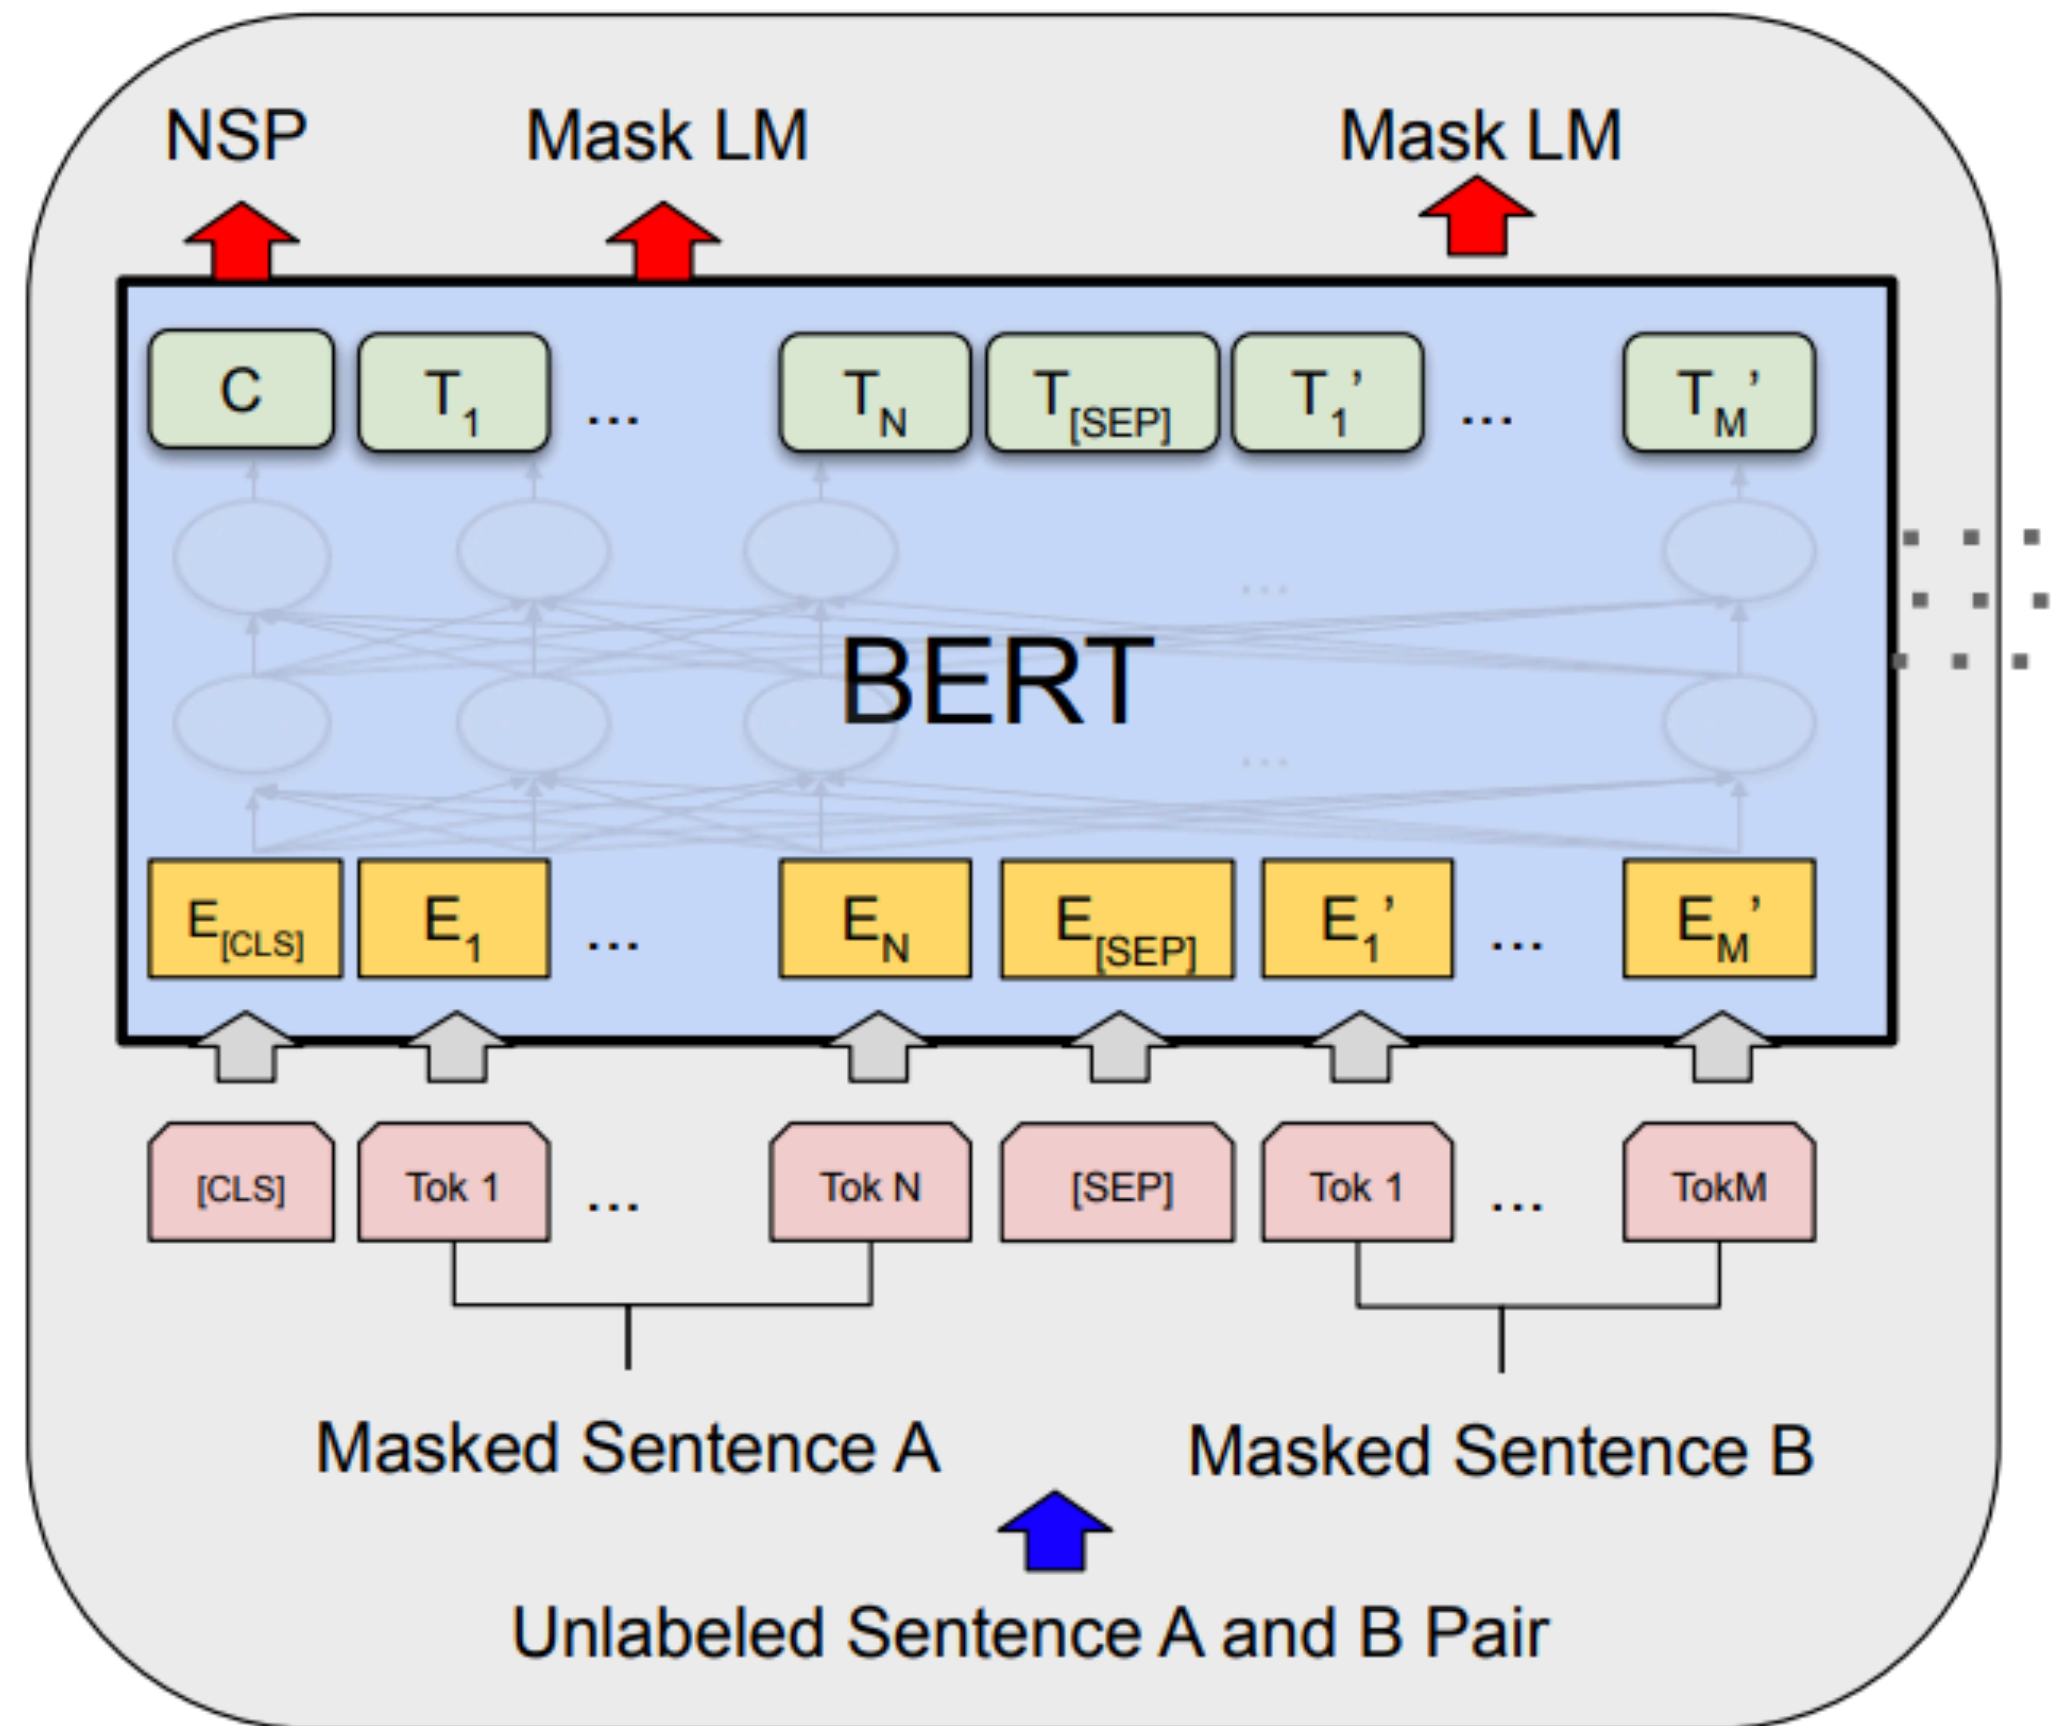 NSP Mask LM Mask LM
C T1 ... TN T[SEP] T1’ ... TM’
...
BERT
...
E[CLS] E1 ... EN E[SEP] E1’ ... EM’
[CLS] Tok 1 ... Tok N [SEP] Tok 1 ... TokM
Masked Sentence A Masked Sentence B
Unlabeled Sentence A and B Pair